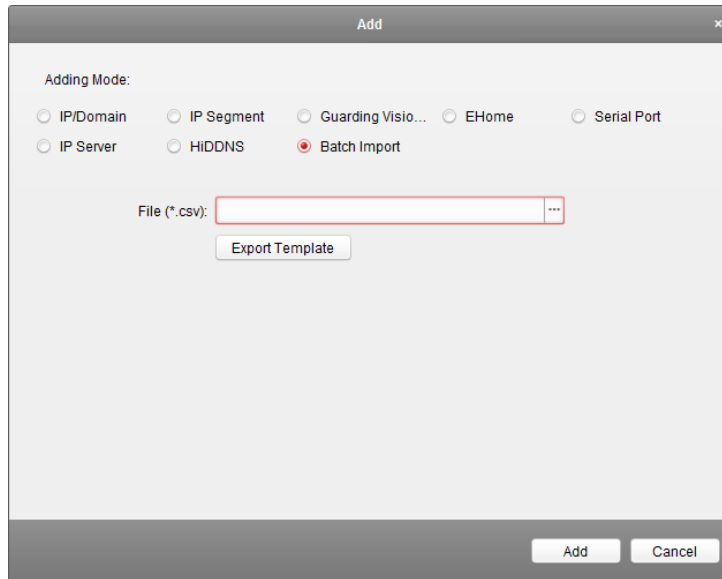 Add
×
Adding Mode:
IP/Domain IP Segment Guarding Visio... EHome Serial Port
IP Server HiDDNS Batch Import
File (*.csv): ...
Export Template
Add Cancel